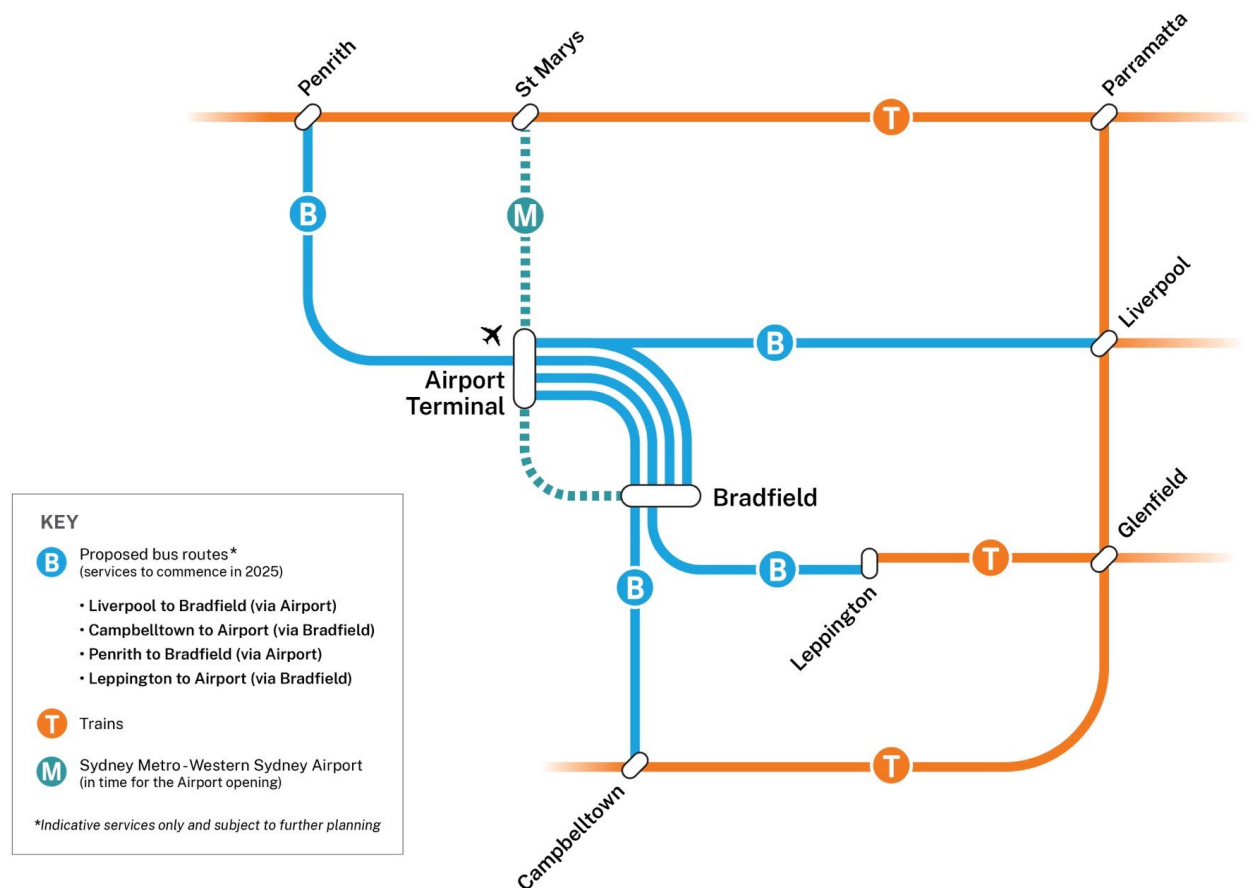 Penrith
St Marys
Parramatta
T
B
M
Liverpool
B
Airport
Terminal
Bradfield
Glenfield
T
B
B
Leppington
T
Campbelltown
KEY
B Proposed bus routes*
(services to commence in 2025)
• Liverpool to Bradfield (via Airport)
• Campbelltown to Airport (via Bradfield)
• Penrith to Bradfield (via Airport)
• Leppington to Airport (via Bradfield)
T Trains
M Sydney Metro - Western Sydney Airport
(in time for the Airport opening)
*Indicative services only and subject to further planning